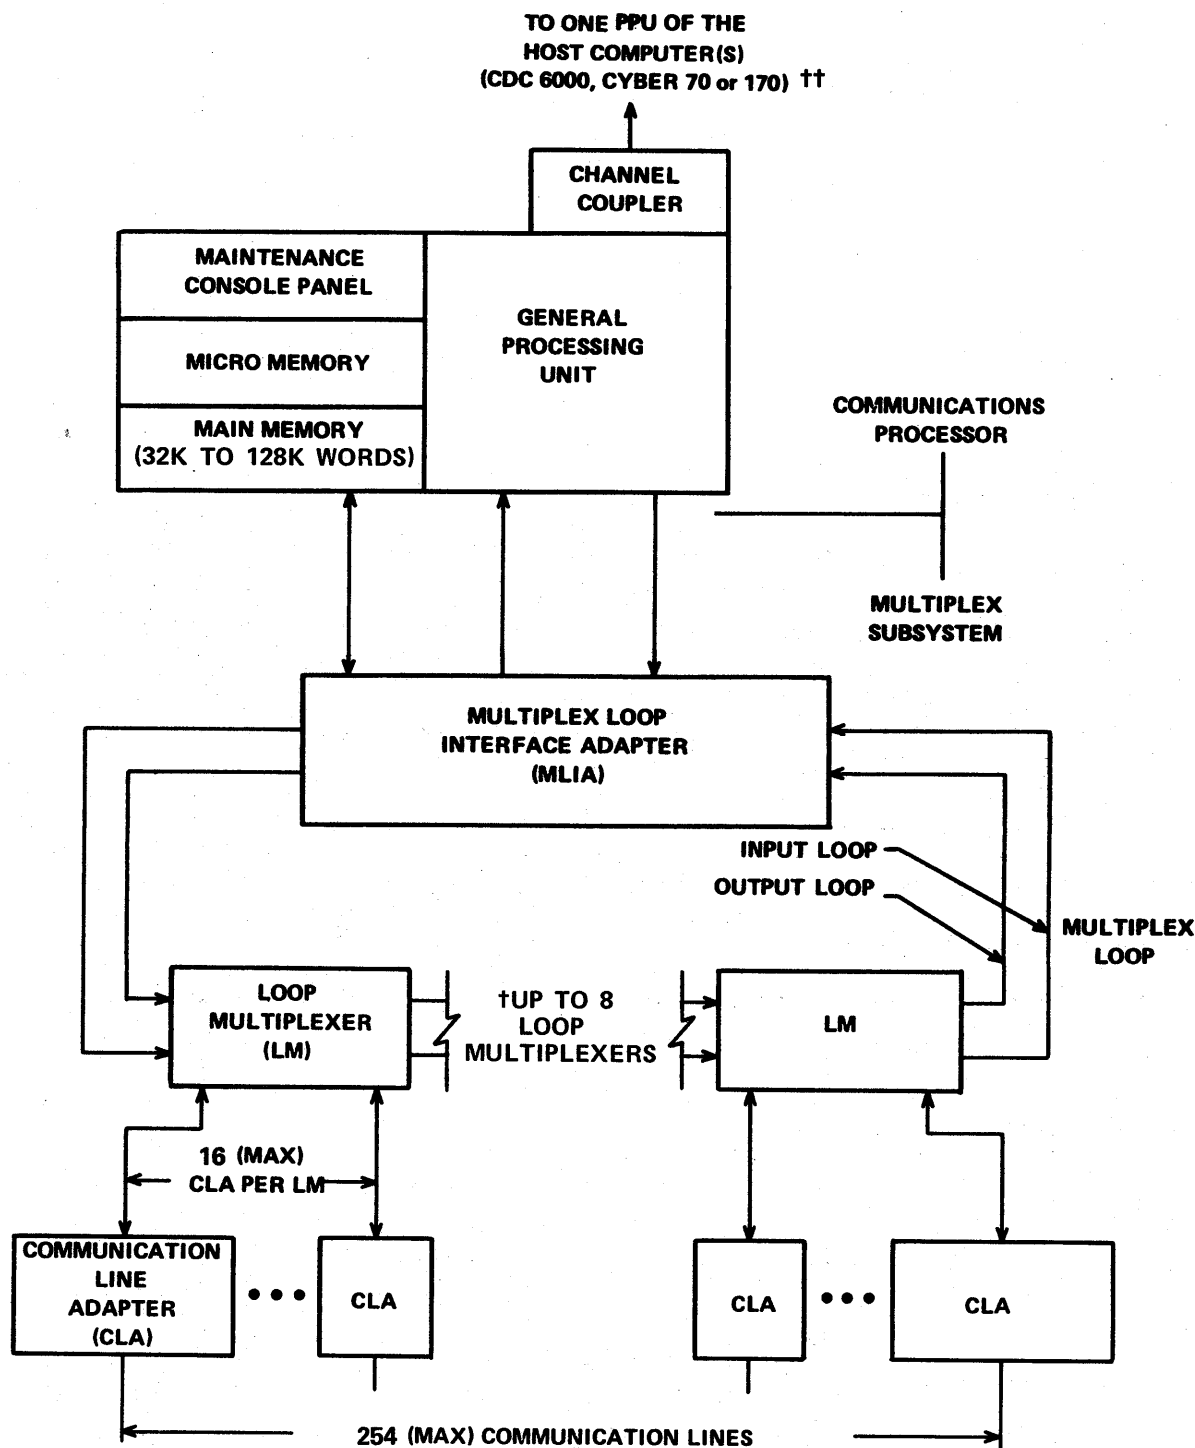 TO ONE PPU OF THE
HOST COMPUTER(S)
(CDC 6000, CYBER 70 or 170) ††
CHANNEL
COUPLER
MAINTENANCE
CONSOLE PANEL
GENERAL
PROCESSING
UNIT
MICRO MEMORY
MAIN MEMORY
(32K TO 128K WORDS)
COMMUNICATIONS
PROCESSOR
MULTIPLEX
SUBSYSTEM
MULTIPLEX LOOP
INTERFACE ADAPTER
(MLIA)
INPUT LOOP
OUTPUT LOOP
MULTIPLEX
LOOP
LOOP
MULTIPLEXER
(LM)
†UP TO 8
LOOP
MULTIPLEXERS
LM
16 (MAX)
CLA PER LM
COMMUNICATION
LINE
ADAPTER
(CLA)
CLA
CLA
CLA
254 (MAX) COMMUNICATION LINES